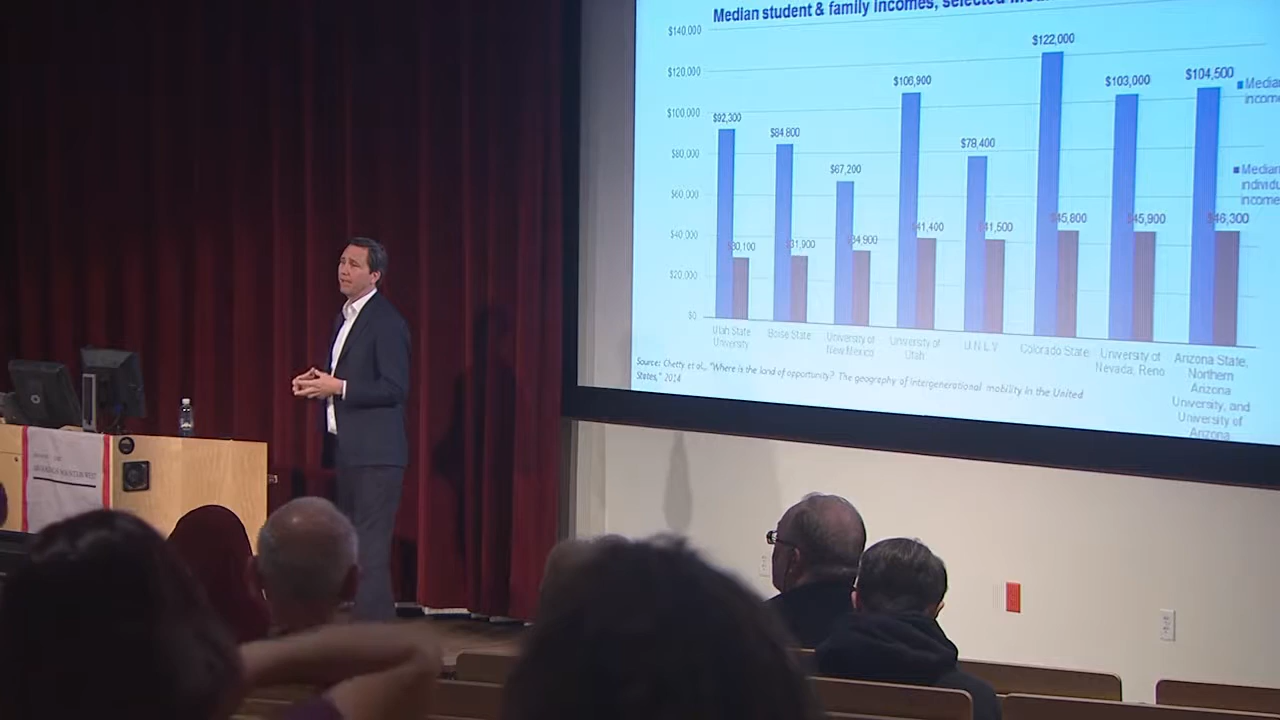 Median student & family incomes, selected
$140,000
$120,000
$100,000
$80,000
$60,000
$40,000
$20,000
$0
$92,300
$30,100
$84,800
$31,900
$67,200
$34,900
$106,900
$41,400
$78,400
$41,500
$122,000
$45,800
$103,000
$45,900
$104,500
$46,300
Utah State
University
Boise State
University of
New Mexico
University of
Utah
U.N.L.V
Colorado State
University of
Nevada, Reno
Arizona State,
Northern
Arizona
University, and
University of
Arizona
Median
income
Median
individu
income
Source: Chetty et al., "Where is the land of opportunity? The geography of intergenerational mobility in the United
States," 2014